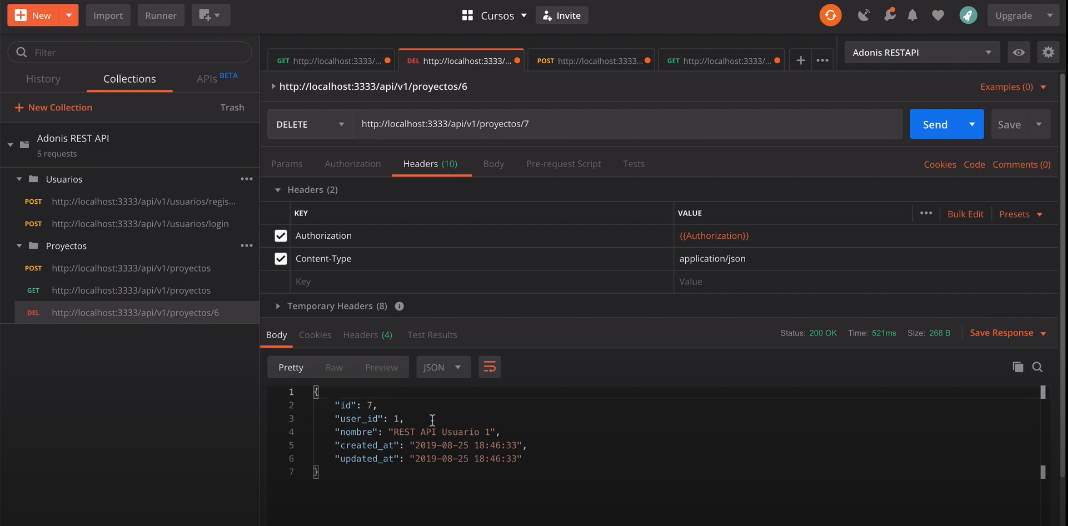 New Import Runner Cursos Invite Upgrade
Filter
History Collections APIs BETA
New Collection Trash
Adonis REST API
5 requests
Usuarios
POST http://localhost:3333/api/v1/usuarios/regis...
POST http://localhost:3333/api/v1/usuarios/login
Proyectos
POST http://localhost:3333/api/v1/proyectos
GET http://localhost:3333/api/v1/proyectos
DEL http://localhost:3333/api/v1/proyectos/6
GET http://localhost:3333/... DEL http://localhost:3333/... POST http://localhost:3333... GET http://localhost:3333/...
Adonis RESTAPI
http://localhost:3333/api/v1/proyectos/6 Examples (0)
DELETE http://localhost:3333/api/v1/proyectos/7 Send Save
Params Authorization Headers (10) Body Pre-request Script Tests Cookies Code Comments (0)
Headers (2)
KEY VALUE Bulk Edit Presets
Authorization {{Authorization}}
Content-Type application/json
Key Value
Temporary Headers (8)
Body Cookies Headers (4) Test Results Status: 200 OK Time: 521ms Size: 268 B Save Response
Pretty Raw Preview JSON
1 {
2 "id": 7,
3 "user_id": 1,
4 "nombre": "REST API Usuario 1",
5 "created_at": "2019-08-25 18:46:33",
6 "updated_at": "2019-08-25 18:46:33"
7 }